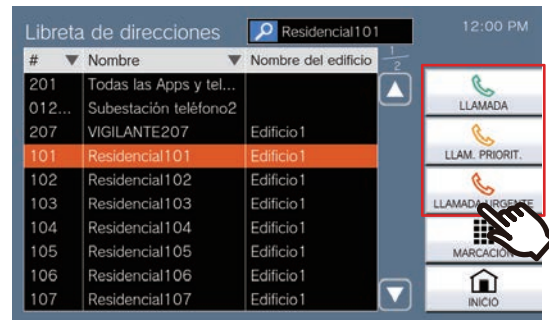 Libreta de direcciones
Residencial101
12:00 PM
# Nombre Nombre del edificio
1
2
201 Todas las Apps y tel...
012... Subestación teléfono2
207 VIGILANTE207 Edificio1
101 Residencial101 Edificio1
102 Residencial102 Edificio1
103 Residencial103 Edificio1
104 Residencial104 Edificio1
105 Residencial105 Edificio1
106 Residencial106 Edificio1
107 Residencial107 Edificio1
LLAMADA
LLAM. PRIORIT.
LLAMADA URGENTE
MARCACIÓN
INICIO